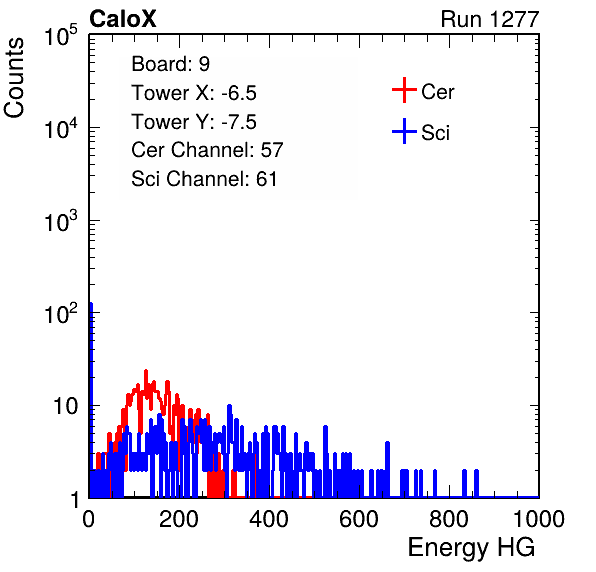 CaloX Run 1277
Counts
10^5
10^4
10^3
10^2
10
1
Board: 9
Tower X: -6.5
Tower Y: -7.5
Cer Channel: 57
Sci Channel: 61
Cer
Sci
0 200 400 600 800 1000
Energy HG